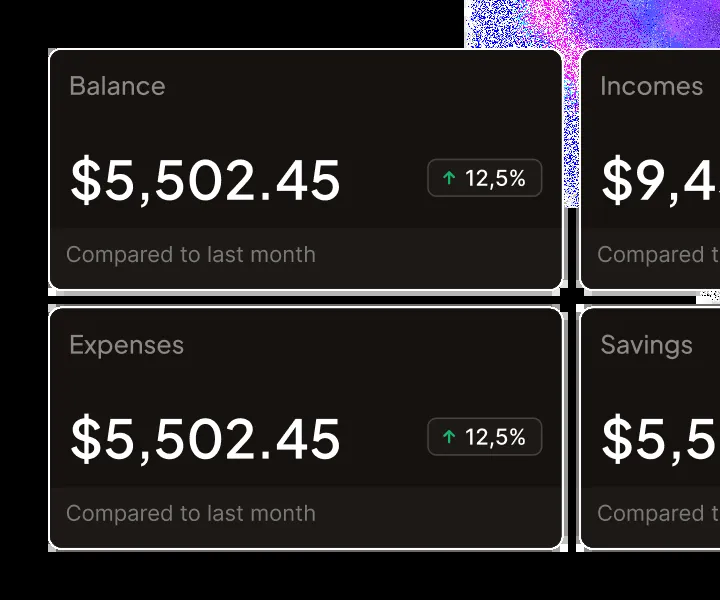 Balance
$5,502.45
↑ 12,5%
Compared to last month
Incomes
$9,4
Compared t
Expenses
$5,502.45
↑ 12,5%
Compared to last month
Savings
$5,5
Compared t